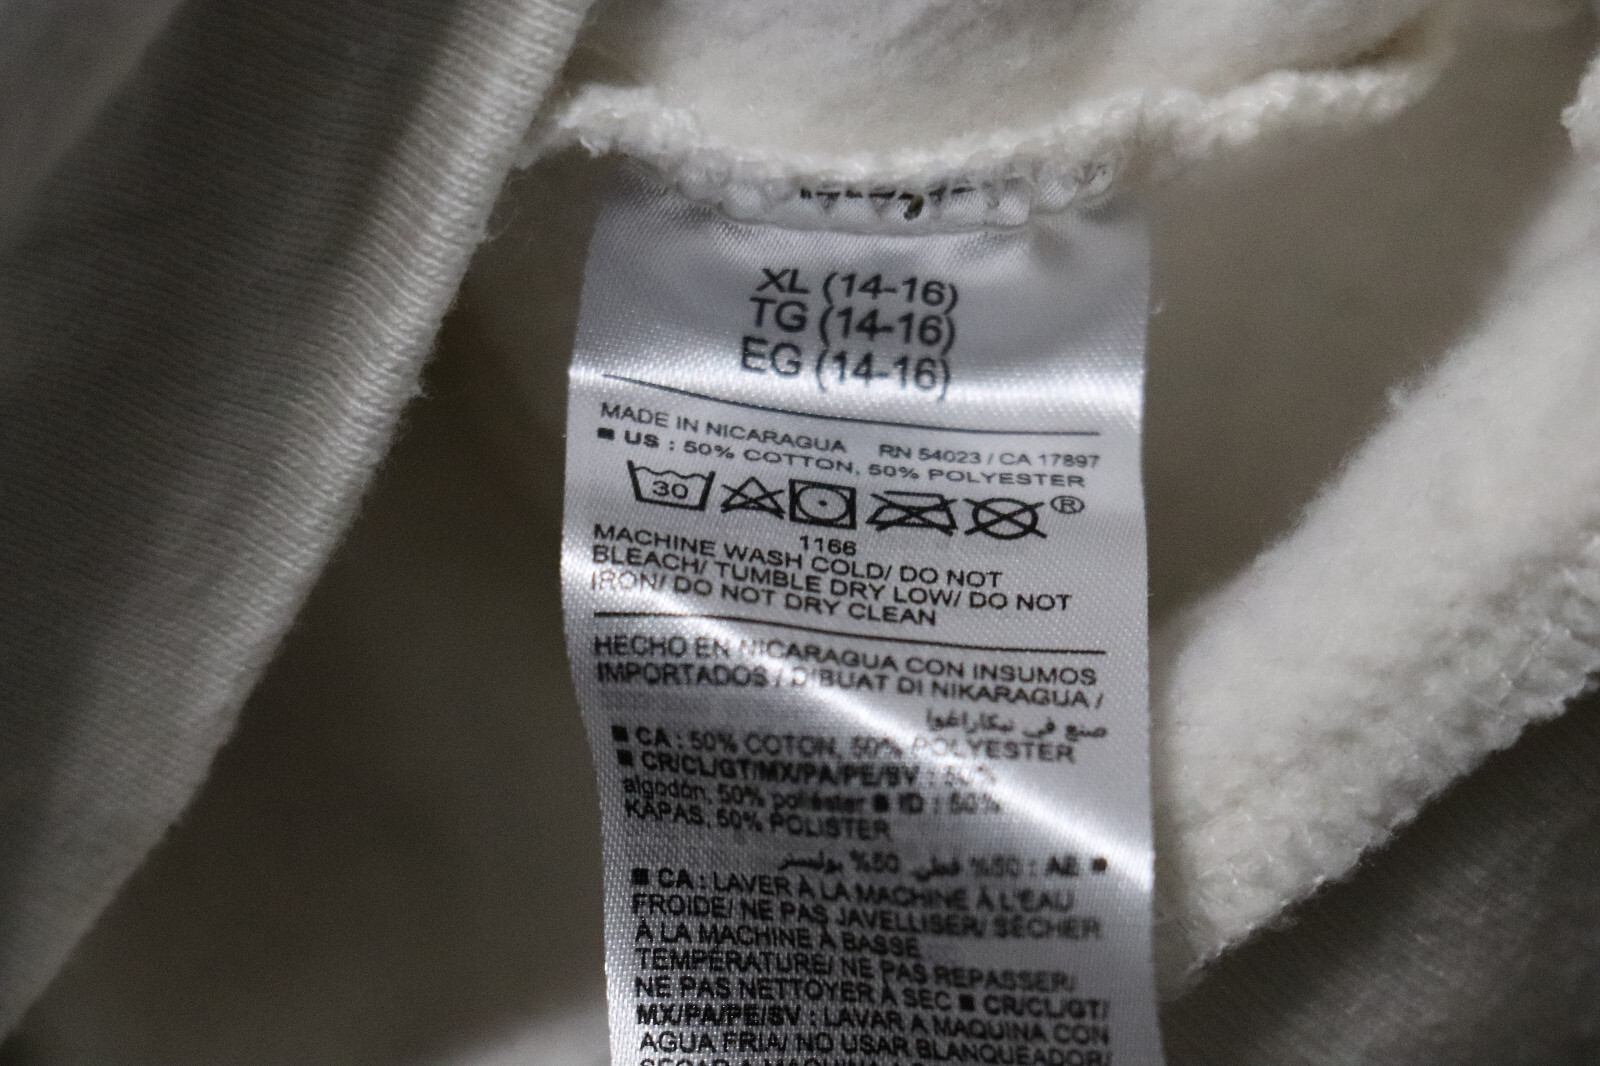 XL (14-16)
TG (14-16)
EG (14-16)
MADE IN NICARAGUA RN 54023 / CA 17897
■ US : 50% COTTON, 50% POLYESTER
30 ®
1166
MACHINE WASH COLD/ DO NOT
BLEACH/ TUMBLE DRY LOW/ DO NOT
IRON/ DO NOT DRY CLEAN
HECHO EN NICARAGUA CON INSUMOS
IMPORTADOS / DIBUAT DI NIKARAGUA /
صنع في نيكاراغوا
■ CA : 50% COTON, 50% POLYESTER
■ CR/CL/GT/MX/PA/PE/SV : 50%
algodón, 50% poliéster ■ ID : 50%
KAPAS, 50% POLISTER
■ AE : 50% قطن, 50% بوليستر
■ CA : LAVER À LA MACHINE À L'EAU
FROIDE/ NE PAS JAVELLISER/ SÉCHER
À LA MACHINE À BASSE
TEMPÉRATURE/ NE PAS REPASSER/
NE PAS NETTOYER À SEC ■ CR/CL/GT/
MX/PA/PE/SV : LAVAR A MAQUINA CON
AGUA FRIA/ NO USAR BLANQUEADOR/